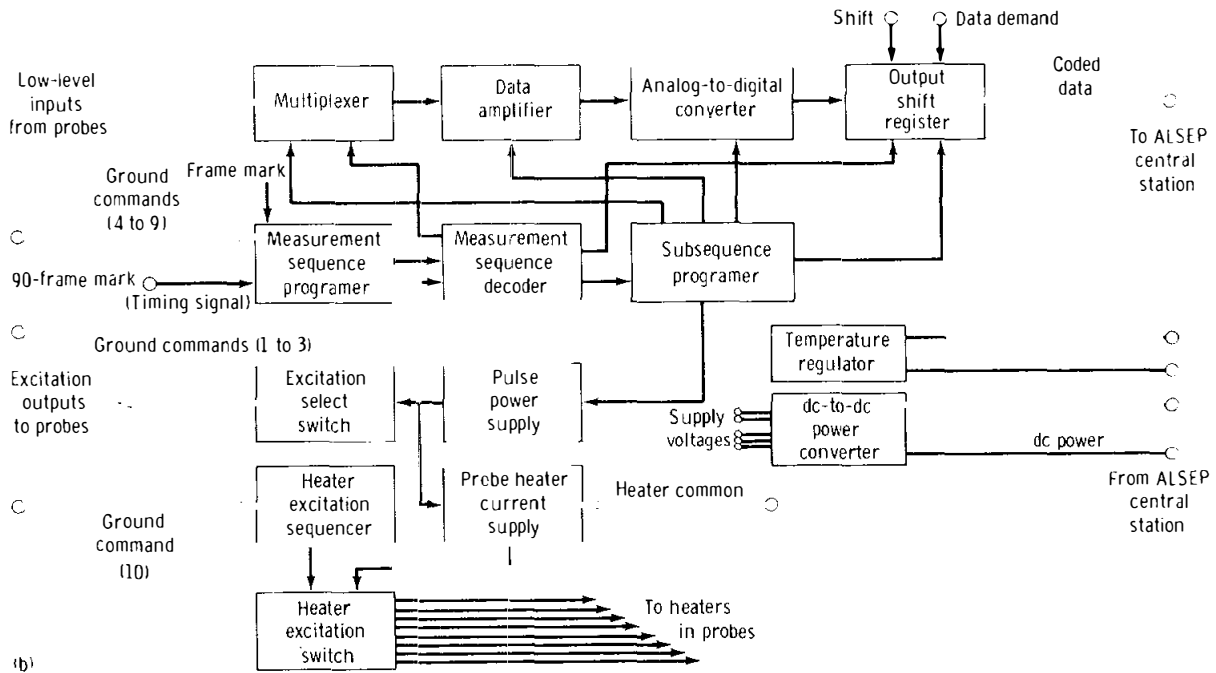 Shift
Data demand
Low-level
inputs
from probes
Multiplexer
Data
amplifier
Analog-to-digital
converter
Output
shift
register
Coded
data
To ALSEP
central
station
Ground
commands
(4 to 9)
Frame mark
90-frame mark
(Timing signal)
Measurement
sequence
programer
Measurement
sequence
decoder
Subsequence
programer
Ground commands (1 to 3)
Temperature
regulator
Excitation
outputs
to probes
Excitation
select
switch
Pulse
power
supply
Supply
voltages
dc-to-dc
power
converter
dc power
From ALSEP
central
station
Heater
excitation
sequencer
Probe heater
current
supply
Heater common
Ground
command
(10)
Heater
excitation
switch
To heaters
in probes
(b)